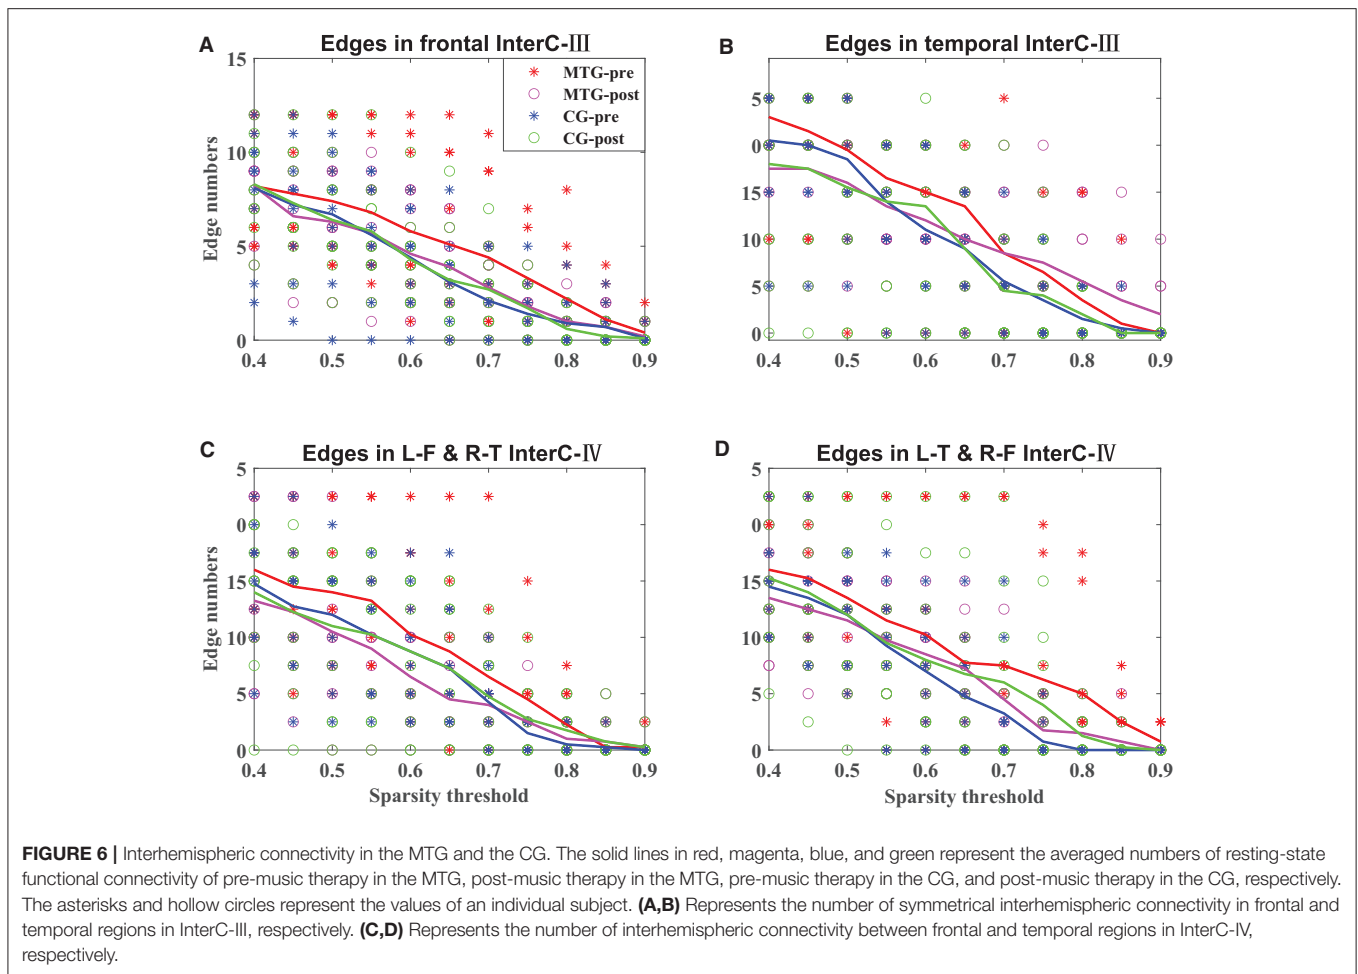 A
Edges in frontal InterC-III
15
10
5
0
Edge numbers
0.4 0.5 0.6 0.7 0.8 0.9
MTG-pre
MTG-post
CG-pre
CG-post
B
Edges in temporal InterC-III
5
0
15
10
5
0
0.4 0.5 0.6 0.7 0.8 0.9
C
Edges in L-F & R-T InterC-IV
5
0
15
10
5
0
Edge numbers
0.4 0.5 0.6 0.7 0.8 0.9
Sparsity threshold
D
Edges in L-T & R-F InterC-IV
5
0
15
10
5
0
0.4 0.5 0.6 0.7 0.8 0.9
Sparsity threshold
FIGURE 6 | Interhemispheric connectivity in the MTG and the CG. The solid lines in red, magenta, blue, and green represent the averaged numbers of resting-state
functional connectivity of pre-music therapy in the MTG, post-music therapy in the MTG, pre-music therapy in the CG, and post-music therapy in the CG, respectively.
The asterisks and hollow circles represent the values of an individual subject. (A,B) Represents the number of symmetrical interhemispheric connectivity in frontal and
temporal regions in InterC-III, respectively. (C,D) Represents the number of interhemispheric connectivity between frontal and temporal regions in InterC-IV,
respectively.